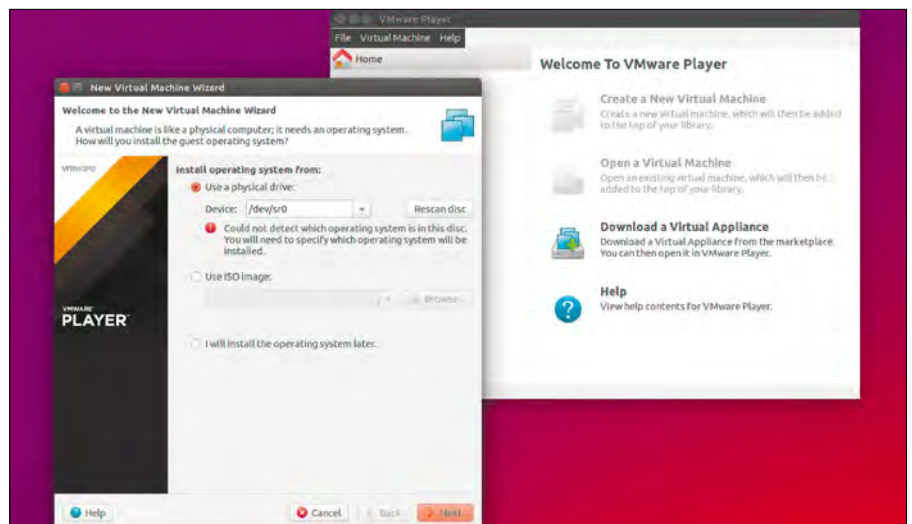 VMware Player
File Virtual Machine Help
Home
Welcome To VMware Player
Create a New Virtual Machine
Create a new virtual machine, which will then be added
to the top of your library.
Open a Virtual Machine
Open an existing virtual machine, which will then be
added to the top of your library.
Download a Virtual Appliance
Download a Virtual Appliance from the marketplace.
You can then open it in VMware Player.
Help
View help contents for VMware Player.
New Virtual Machine Wizard
Welcome to the New Virtual Machine Wizard
A virtual machine is like a physical computer; it needs an operating system.
How will you install the guest operating system?
vmware
VMWARE
PLAYER
Install operating system from:
Use a physical drive:
Device: /dev/sr0 Rescan disc
Could not detect which operating system is in this disc.
You will need to specify which operating system will be
installed.
Use ISO image:
Browse...
I will install the operating system later.
Help Cancel Back Next